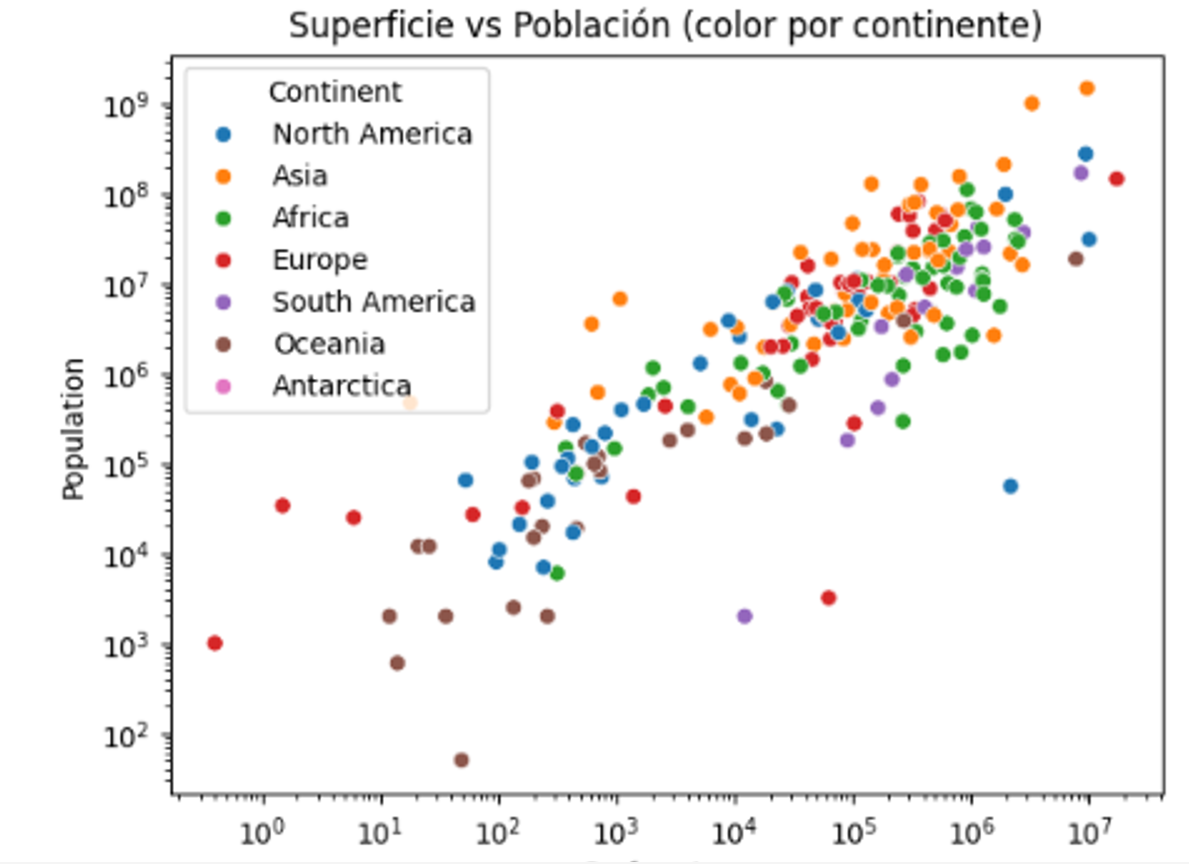 Superficie vs Población (color por continente)
Continent
North America
Asia
Africa
Europe
South America
Oceania
Antarctica
Population
10⁹
10⁸
10⁷
10⁶
10⁵
10⁴
10³
10²
10⁰ 10¹ 10² 10³ 10⁴ 10⁵ 10⁶ 10⁷